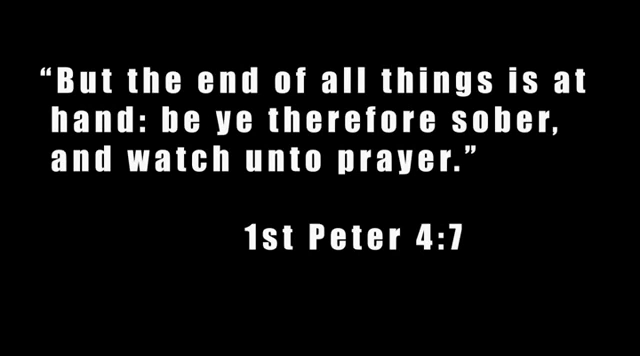 “But the end of all things is at
hand: be ye therefore sober,
and watch unto prayer.”
1st Peter 4:7